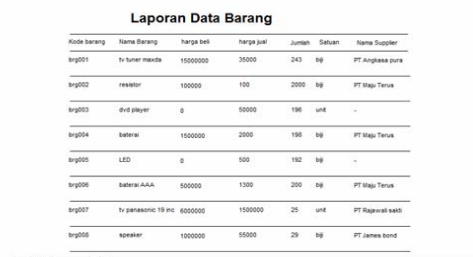 Laporan Data Barang
Kode barang Nama Barang harga beli harga jual Jumlah Satuan Nama Supplier
brg001 tv tuner maxda 15000000 35000 243 biji PT Angkasa pura
brg002 resistor 100000 100 2000 biji PT Maju Terus
brg003 dvd player 0 50000 196 unit -
brg004 baterai 1500000 2000 198 biji PT Maju Terus
brg005 LED 0 500 192 biji -
brg006 baterai AAA 500000 1300 200 biji PT Maju Terus
brg007 tv panasonic 19 inc 6000000 1500000 25 unit PT Rajawali sakti
brg008 speaker 1000000 55000 29 biji PT James bond